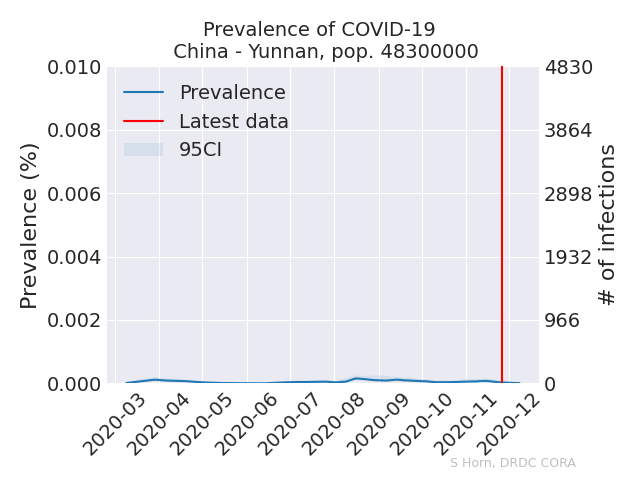 Prevalence of COVID-19
China - Yunnan, pop. 48300000
Prevalence
Latest data
95CI
Prevalence (%)
0.010
0.008
0.006
0.004
0.002
0.000
4830
3864
2898
1932
966
0
# of infections
2020-03
2020-04
2020-05
2020-06
2020-07
2020-08
2020-09
2020-10
2020-11
2020-12
S Horn, DRDC CORA